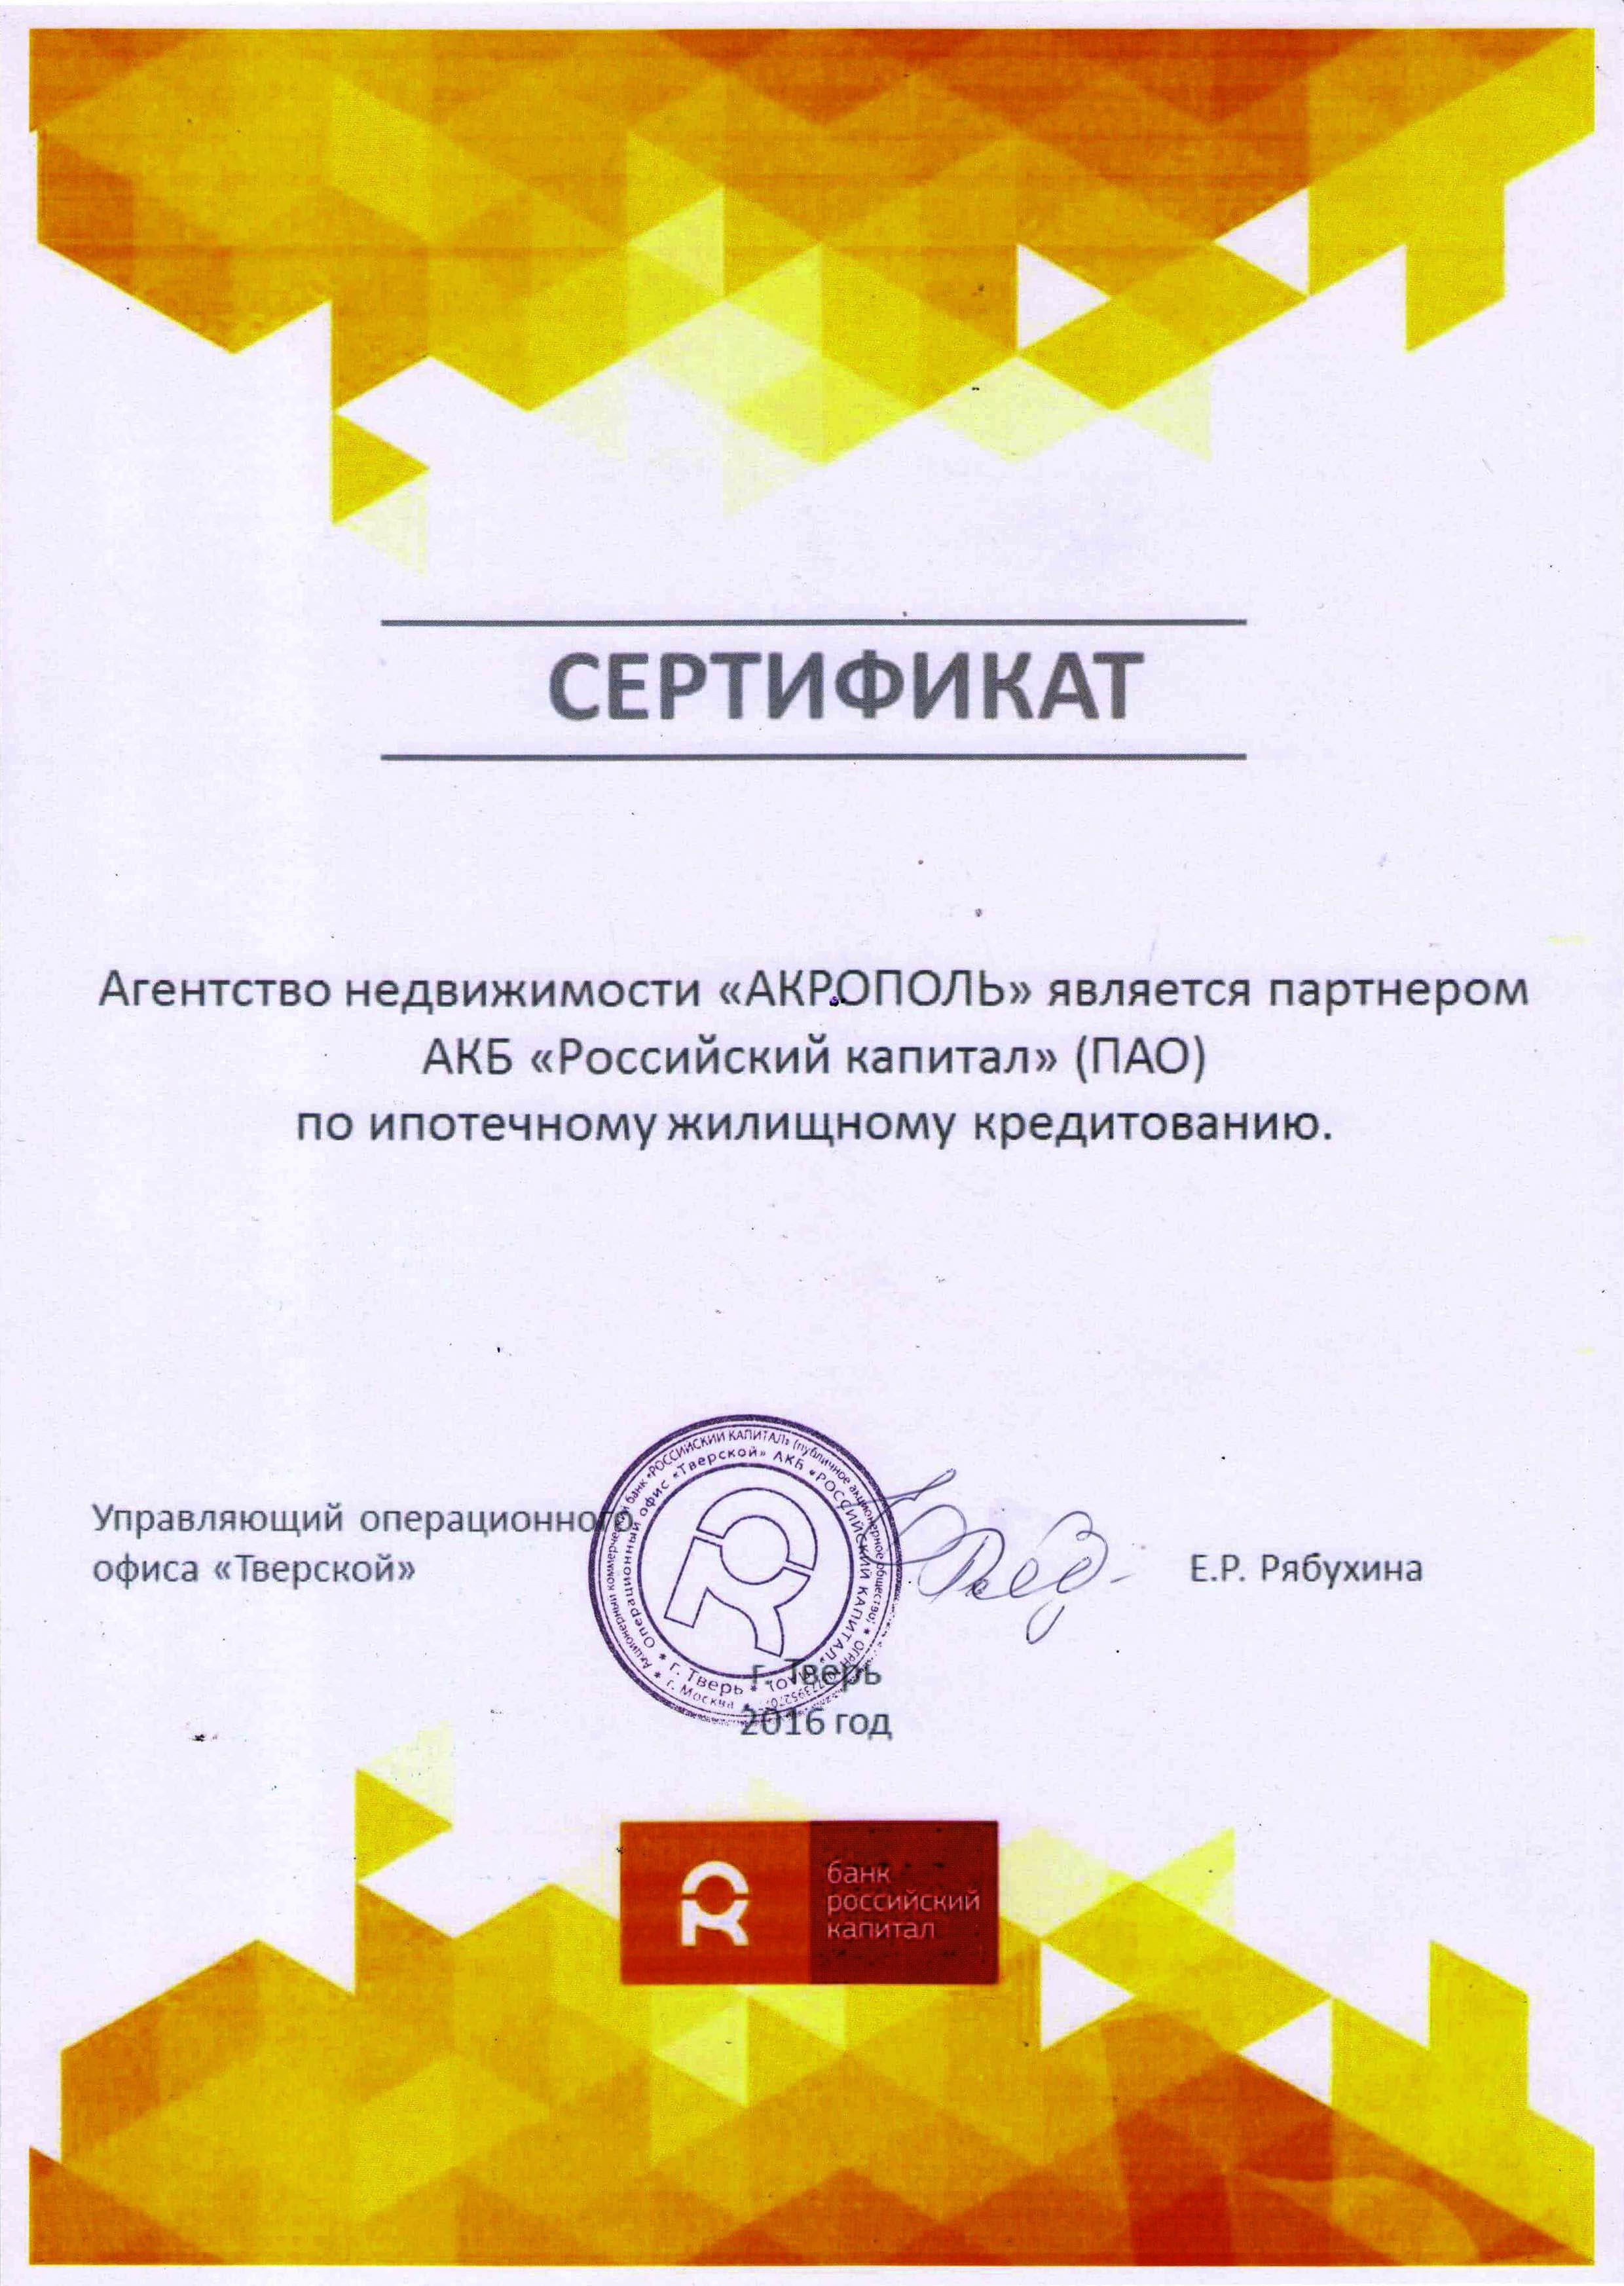 СЕРТИФИКАТ
Агентство недвижимости «АКРОПОЛЬ» является партнером
АКБ «Российский капитал» (ПАО)
по ипотечному жилищному кредитованию.
Управляющий операционного
офиса «Тверской»
Акционерный коммерческий банк «РОССИЙСКИЙ КАПИТАЛ» (публичное акционерное общество) * ОГРН
* г. Москва *
Операционный офис «Тверской» АКБ «РОССИЙСКИЙ КАПИТАЛ» (ПАО)
* г. Тверь *
Е.Р. Рябухина
г. Тверь
2016 год
банк
российский
капитал